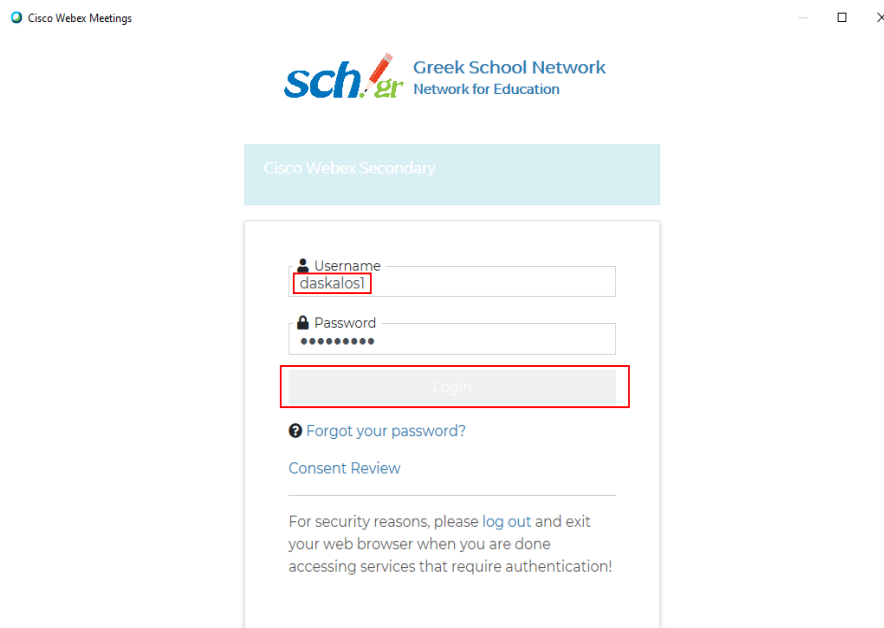 Cisco Webex Meetings
sch.gr
Greek School Network
Network for Education
Cisco Webex Secondary
Username
daskalos1
Password
•••••••••
Login
Forgot your password?
Consent Review
For security reasons, please log out and exit
your web browser when you are done
accessing services that require authentication!